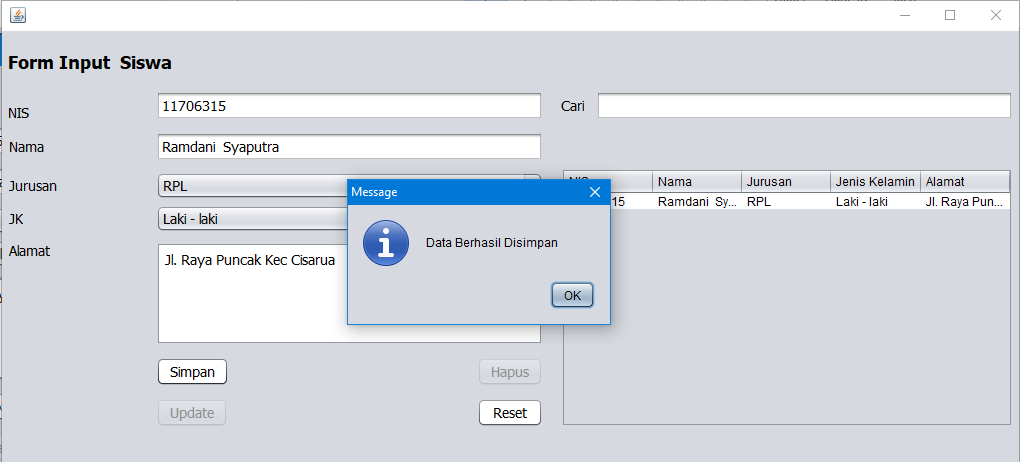 Form Input Siswa
NIS
11706315
Cari
Nama
Ramdani Syaputra
Jurusan
RPL
JK
Laki - laki
Alamat
Jl. Raya Puncak Kec Cisarua
Simpan
Hapus
Update
Reset
Message
Data Berhasil Disimpan
OK
Nama Jurusan Jenis Kelamin Alamat
15 Ramdani Sy... RPL Laki - laki Jl. Raya Pun...